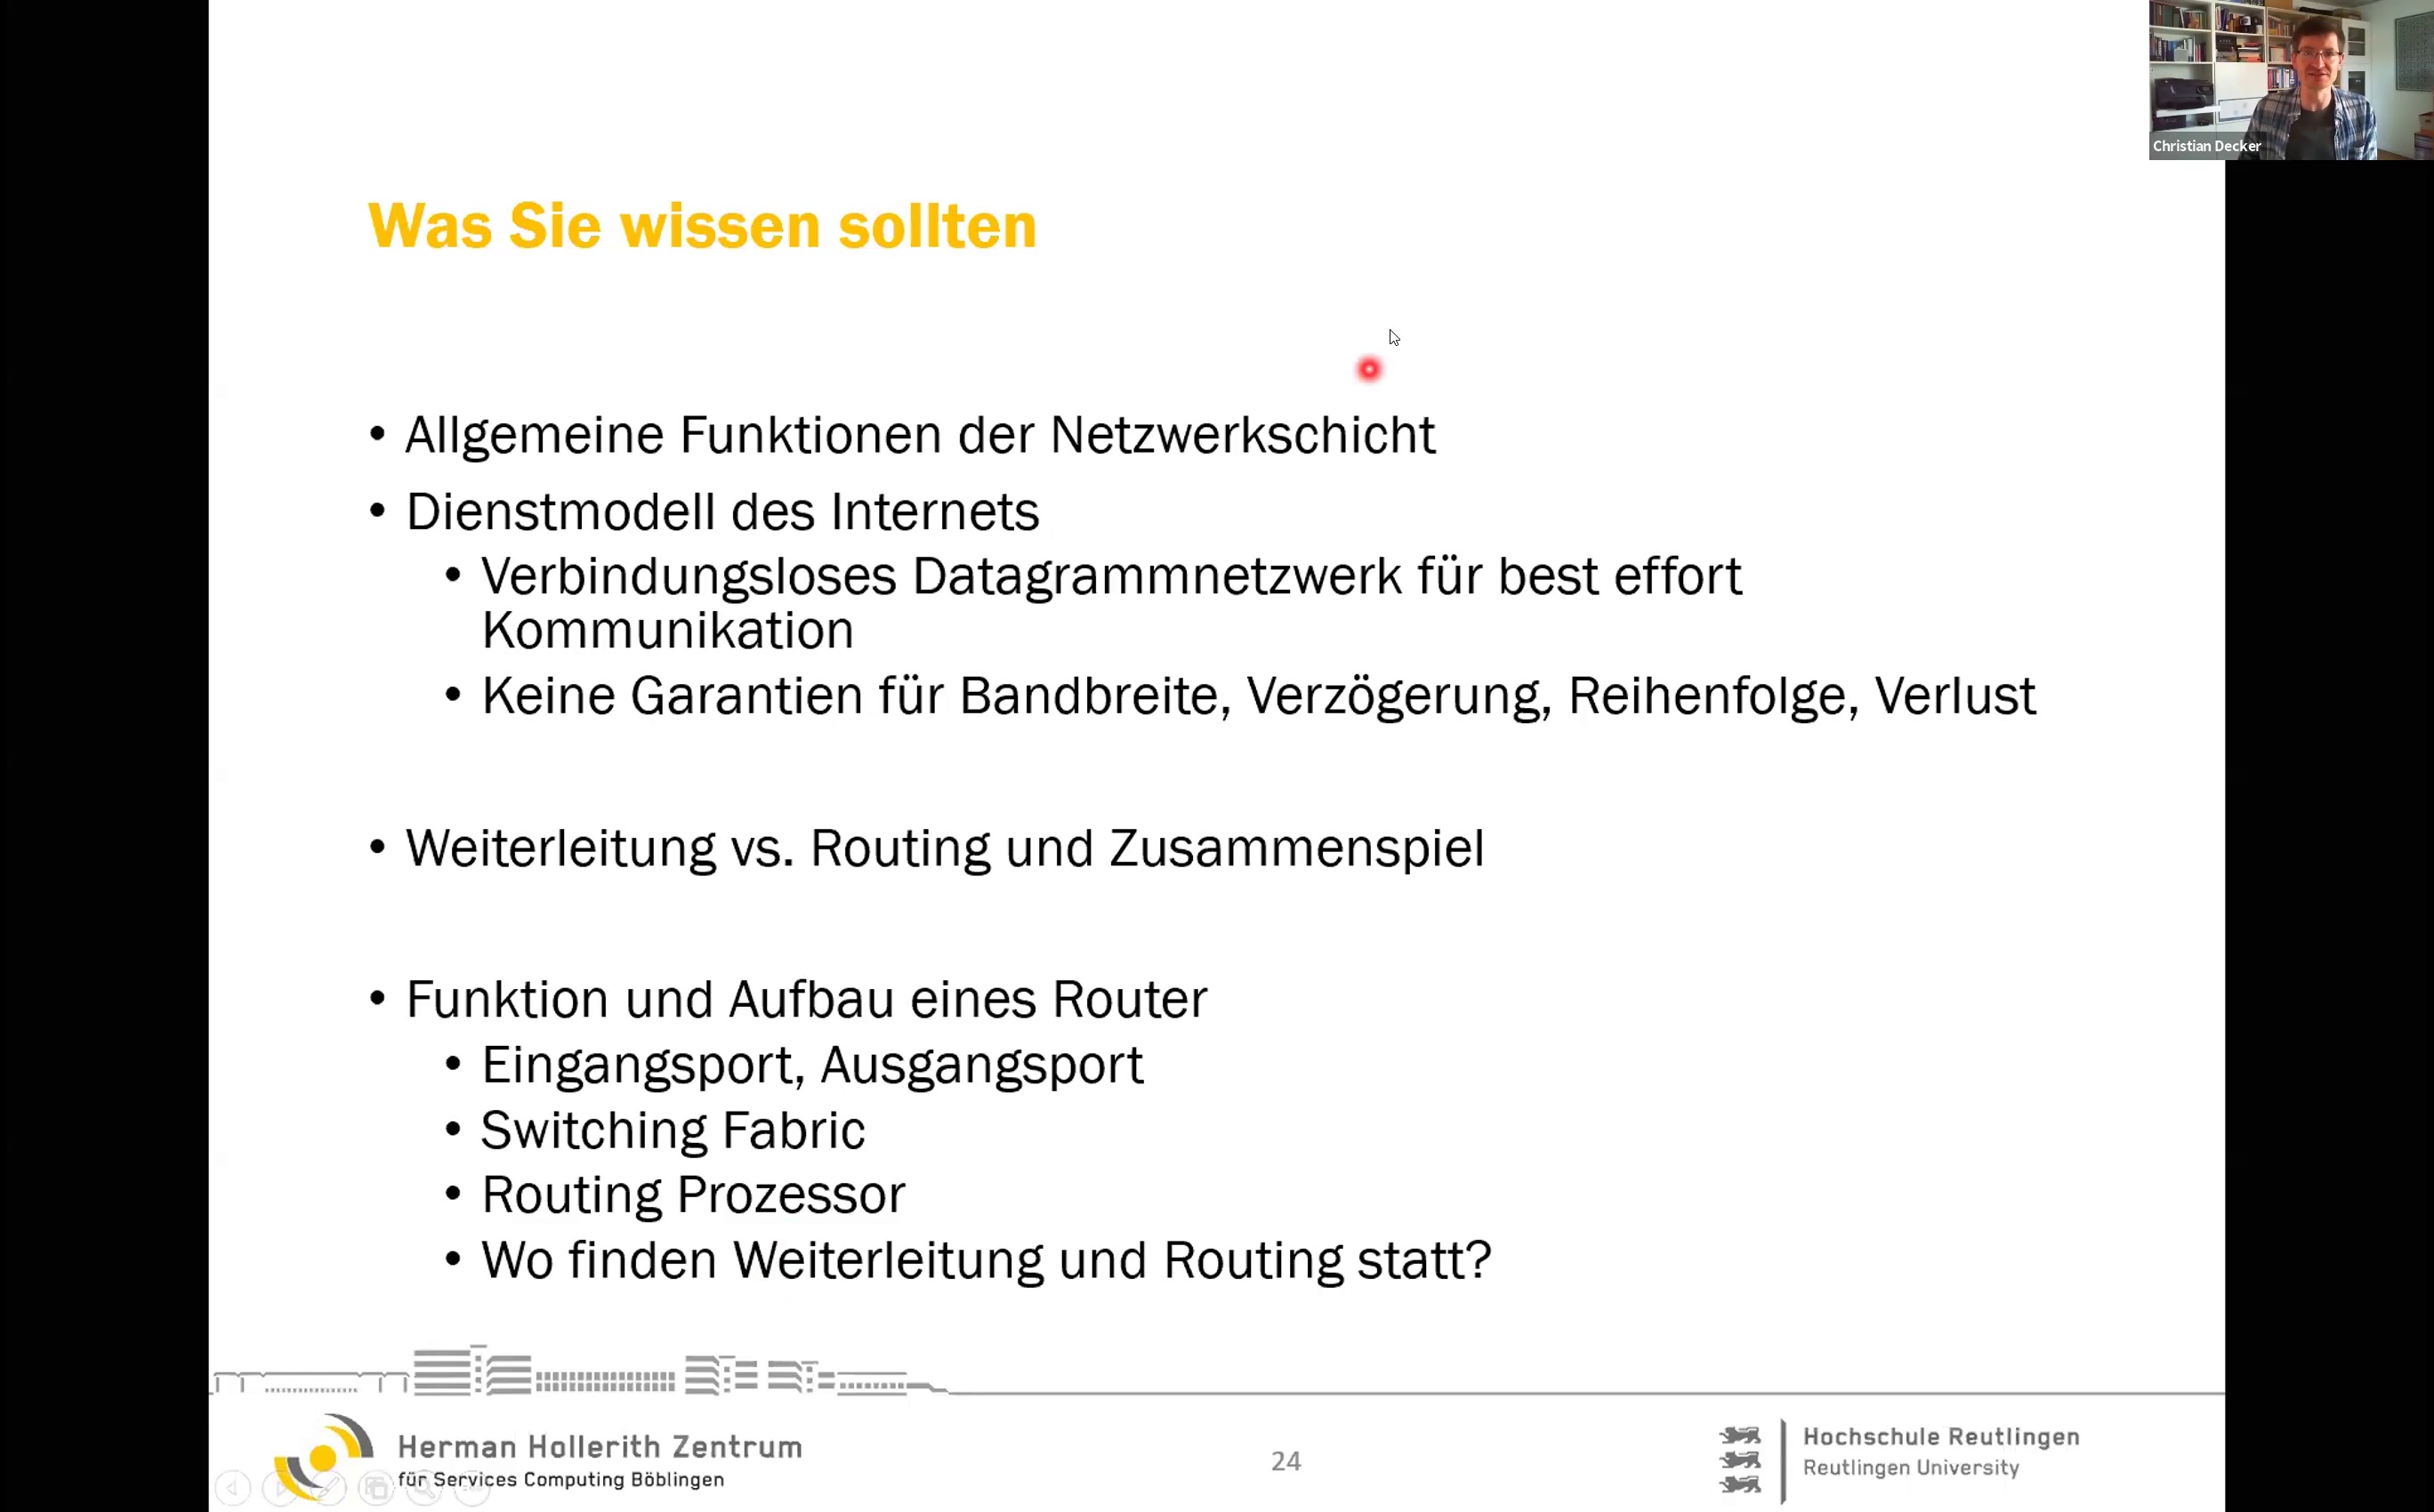 Christian Decker
Was Sie wissen sollten
• Allgemeine Funktionen der Netzwerkschicht
• Dienstmodell des Internets
• Verbindungsloses Datagrammnetzwerk für best effort
Kommunikation
• Keine Garantien für Bandbreite, Verzögerung, Reihenfolge, Verlust
• Weiterleitung vs. Routing und Zusammenspiel
• Funktion und Aufbau eines Router
• Eingangsport, Ausgangsport
• Switching Fabric
• Routing Prozessor
• Wo finden Weiterleitung und Routing statt?
Herman Hollerith Zentrum
für Services Computing Böblingen
24
Hochschule Reutlingen
Reutlingen University